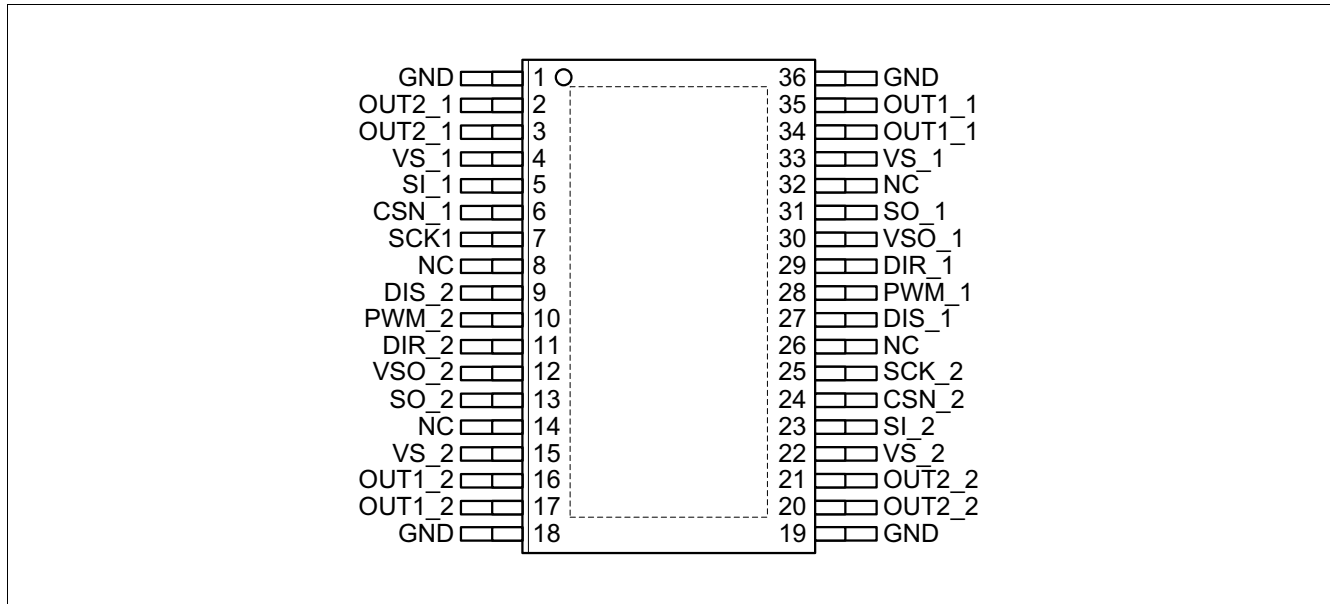 GND 1 36 GND
OUT2_1 2 35 OUT1_1
OUT2_1 3 34 OUT1_1
VS_1 4 33 VS_1
SI_1 5 32 NC
CSN_1 6 31 SO_1
SCK1 7 30 VSO_1
NC 8 29 DIR_1
DIS_2 9 28 PWM_1
PWM_2 10 27 DIS_1
DIR_2 11 26 NC
VSO_2 12 25 SCK_2
SO_2 13 24 CSN_2
NC 14 23 SI_2
VS_2 15 22 VS_2
OUT1_2 16 21 OUT2_2
OUT1_2 17 20 OUT2_2
GND 18 19 GND